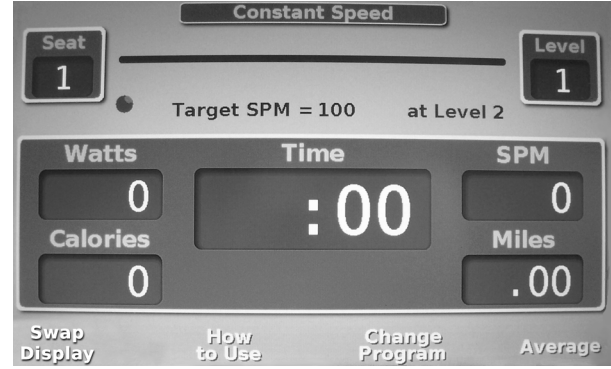 Constant Speed
Seat
Level
1
1
Target SPM = 100 at Level 2
Watts
Time
SPM
0
:00
0
Calories
Miles
0
.00
Swap
Display
How
to Use
Change
Program
Average